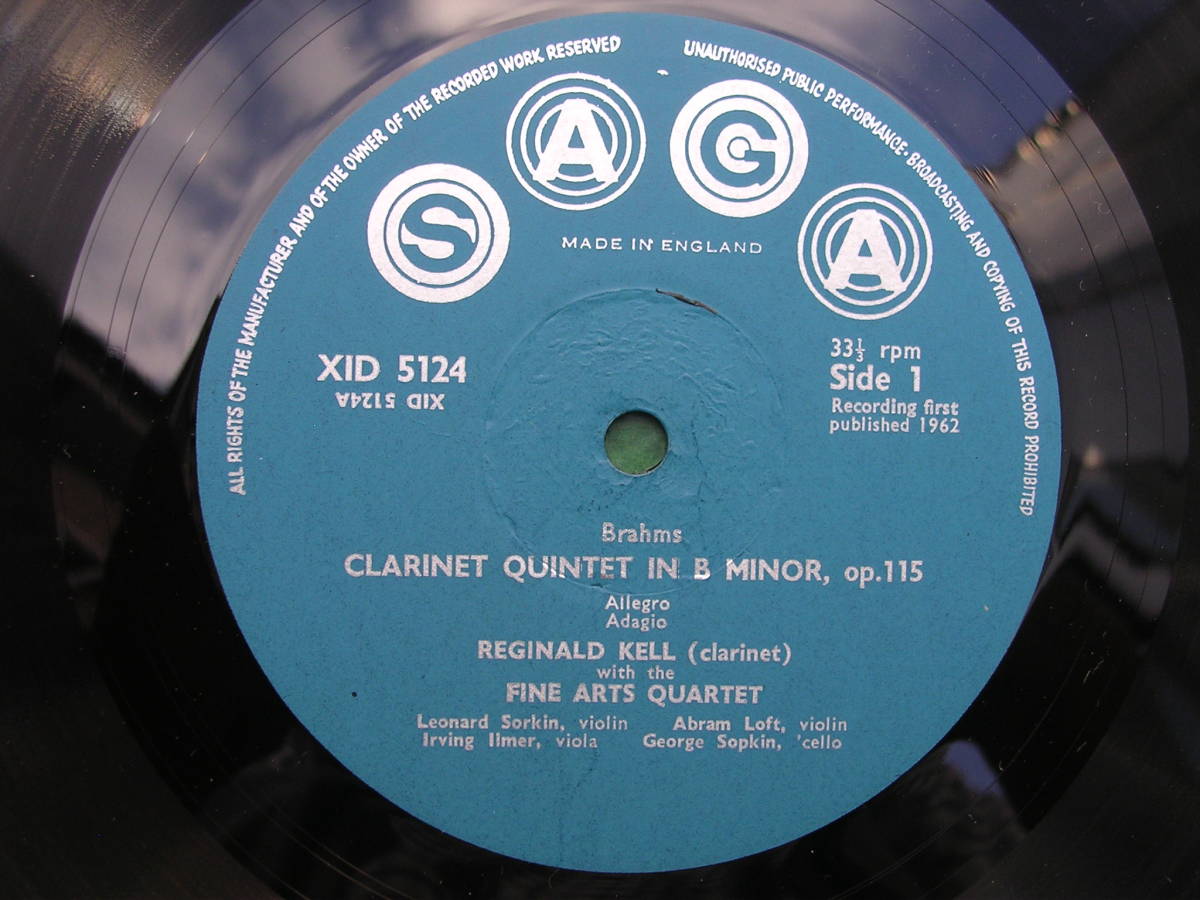 ALL RIGHTS OF THE MANUFACTURER AND OF THE OWNER OF THE RECORDED WORK RESERVED
UNAUTHORISED PUBLIC PERFORMANCE · BROADCASTING AND COPYING OF THIS RECORD PROHIBITED
SAGA
MADE IN ENGLAND
XID 5124
XID 5124A
33⅓ rpm
Side 1
Recording first
published 1962
Brahms
CLARINET QUINTET IN B MINOR, op.115
Allegro
Adagio
REGINALD KELL (clarinet)
with the
FINE ARTS QUARTET
Leonard Sorkin, violin Abram Loft, violin
Irving Ilmer, viola George Sopkin, 'cello